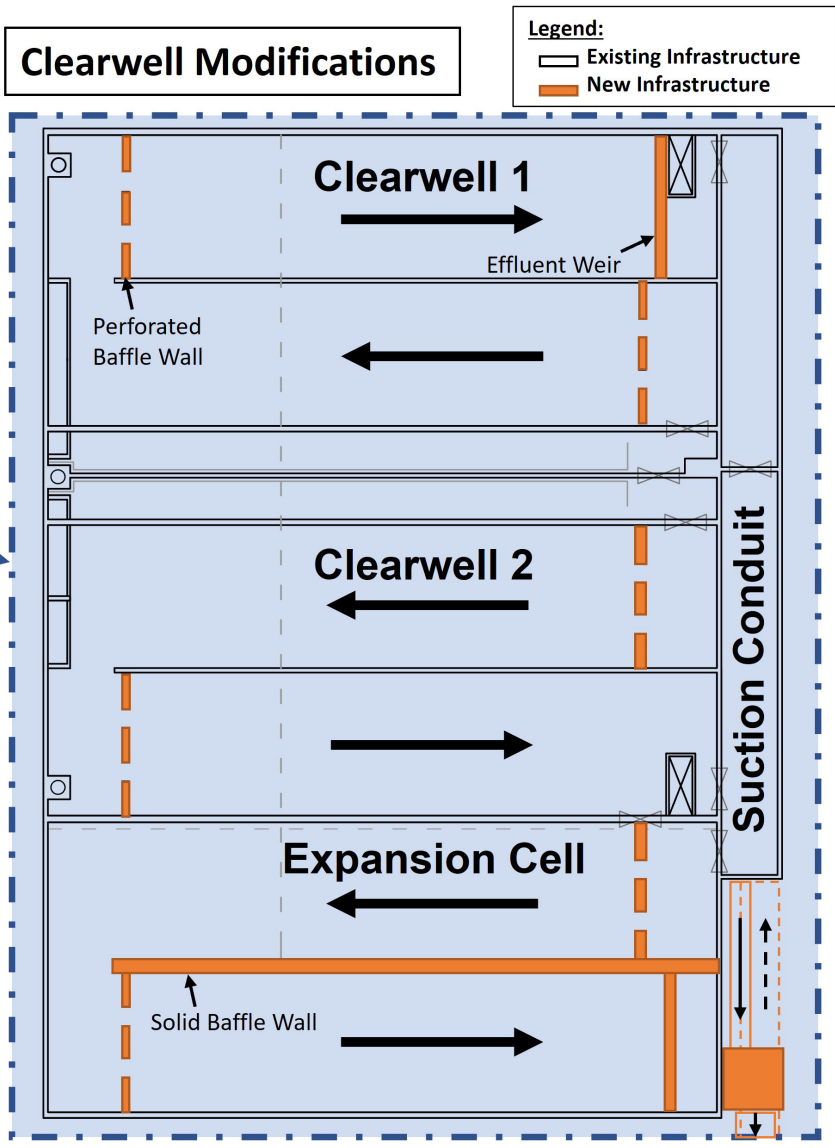 Clearwell Modifications
Legend:
Existing Infrastructure
New Infrastructure
Clearwell 1
Effluent Weir
Perforated
Baffle Wall
Clearwell 2
Suction Conduit
Expansion Cell
Solid Baffle Wall